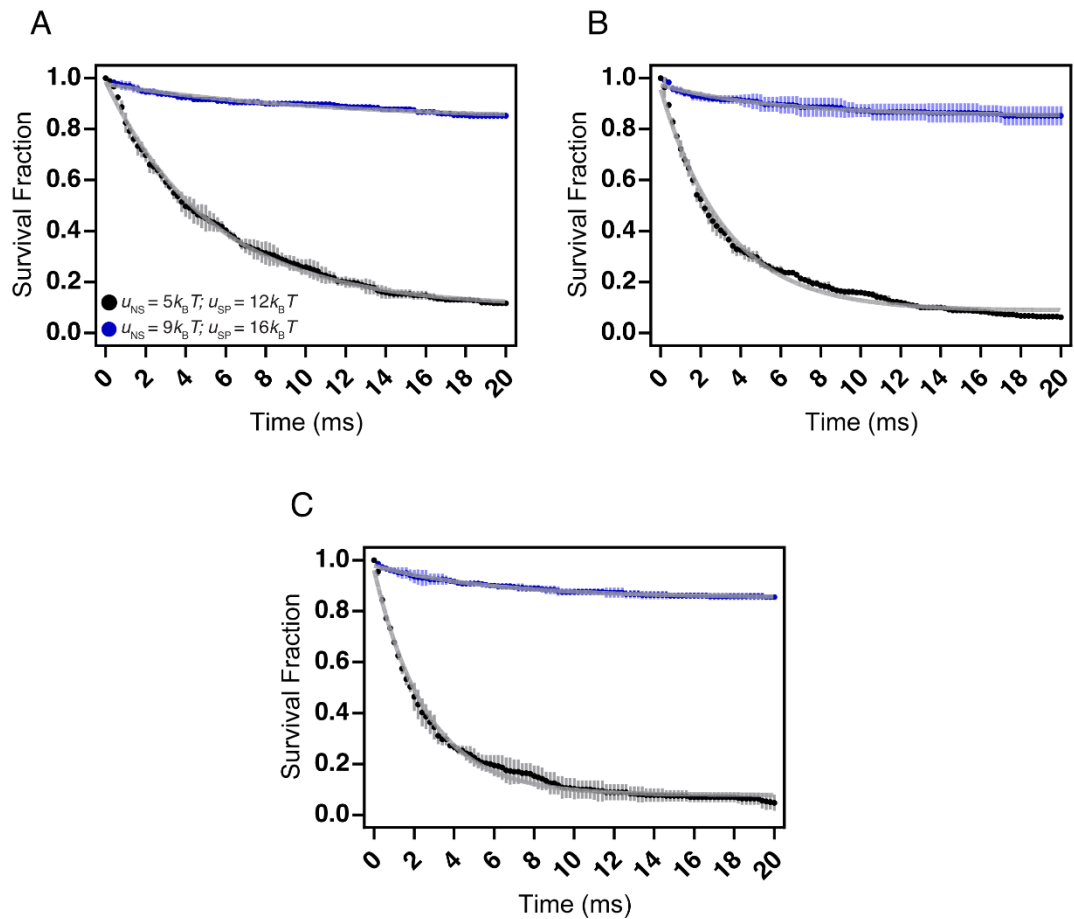 A
Survival Fraction
1.0
0.8
0.6
0.4
0.2
0.0
u_NS = 5k_BT; u_SP = 12k_BT
u_NS = 9k_BT; u_SP = 16k_BT
0 2 4 6 8 10 12 14 16 18 20
Time (ms)
B
Survival Fraction
1.0
0.8
0.6
0.4
0.2
0.0
0 2 4 6 8 10 12 14 16 18 20
Time (ms)
C
Survival Fraction
1.0
0.8
0.6
0.4
0.2
0.0
0 2 4 6 8 10 12 14 16 18 20
Time (ms)